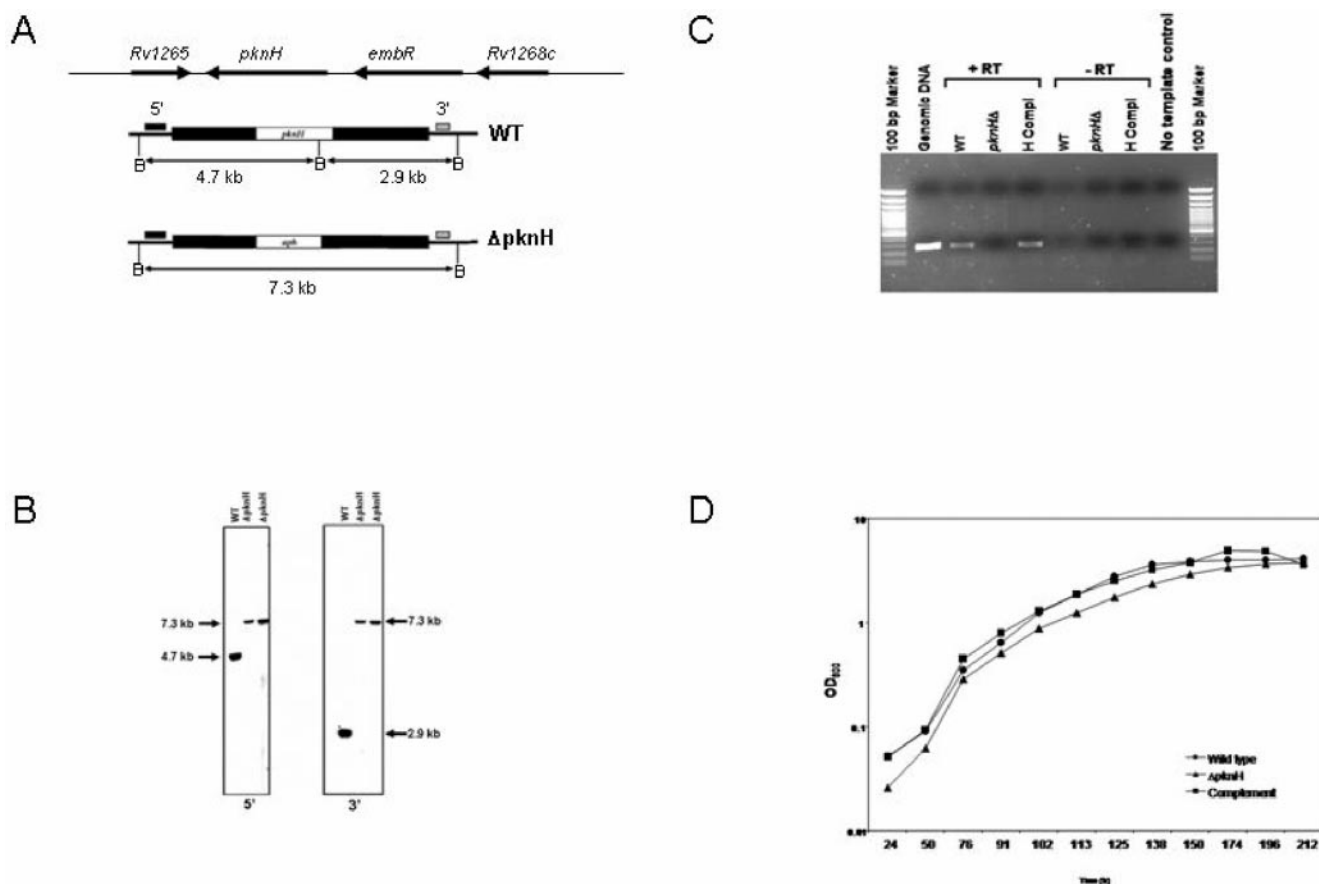 A
Rv1265 pknH embR Rv1268c
5' 3'
pknH WT
B B B
4.7 kb 2.9 kb
aph ΔpknH
B B
7.3 kb
B
WT ΔpknH ΔpknH
WT ΔpknH ΔpknH
7.3 kb 7.3 kb
4.7 kb
2.9 kb
5' 3'
C
+ RT - RT
100 bp Marker
Genomic DNA
WT
pknHΔ
H Compl
WT
pknHΔ
H Compl
No template control
100 bp Marker
D
10
1
0.1
0.01
OD600
Wild type
ΔpknH
Complement
24 50 76 91 102 113 125 138 150 174 196 212
Time (h)